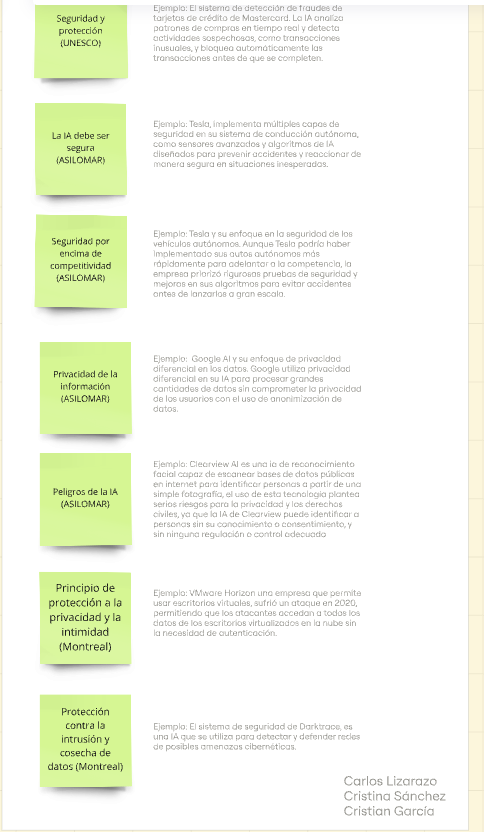 Seguridad y
protección
(UNESCO)
Ejemplo: El sistema de detección de fraudes de
tarjetas de crédito de Mastercard. La IA analiza
patrones de compras en tiempo real y detecta
actividades sospechosas, como transacciones
inusuales, y bloquea automáticamente las
transacciones antes de que se completen.
La IA debe ser
segura
(ASILOMAR)
Ejemplo: Tesla, implementa múltiples capas de
seguridad en su sistema de conducción autónoma,
como sensores avanzados y algoritmos de IA
diseñados para prevenir accidentes y reaccionar de
manera segura en situaciones inesperadas.
Seguridad por
encima de
competitividad
(ASILOMAR)
Ejemplo: Tesla y su enfoque en la seguridad de los
vehículos autónomos. Aunque Tesla podría haber
implementado sus autos autónomos más
rápidamente para adelantar a la competencia, la
empresa priorizó rigurosas pruebas de seguridad y
mejoras en sus algoritmos para evitar accidentes
antes de lanzarlos a gran escala.
Privacidad de la
información
(ASILOMAR)
Ejemplo: Google AI y su enfoque de privacidad
diferencial en los datos. Google utiliza privacidad
diferencial en su IA para procesar grandes
cantidades de datos sin comprometer la privacidad
de los usuarios con el uso de anonimización de
datos.
Peligros de la IA
(ASILOMAR)
Ejemplo: Clearview AI es una ia de reconocimiento
facial capaz de escanear bases de datos públicas
en internet para identificar personas a partir de una
simple fotografía, el uso de esta tecnología plantea
serios riesgos para la privacidad y los derechos
civiles, ya que la IA de Clearview puede identificar a
personas sin su conocimiento o consentimiento, y
sin ninguna regulación o control adecuada
Principio de
protección a la
privacidad y la
intimidad
(Montreal)
Ejemplo: VMware Horizon una empresa que permite
usar escritorios virtuales, sufrió un ataque en 2020,
permitiendo que los atacantes accedan a todos los
datos de los escritorios virtualizados en la nube sin
la necesidad de autenticación.
Protección
contra la
intrusión y
cosecha de
datos (Montreal)
Ejemplo: El sistema de seguridad de Darktrace, es
una IA que se utiliza para detectar y defender redes
de posibles amenazas cibernéticas.
Carlos Lizarazo
Cristina Sánchez
Cristian García